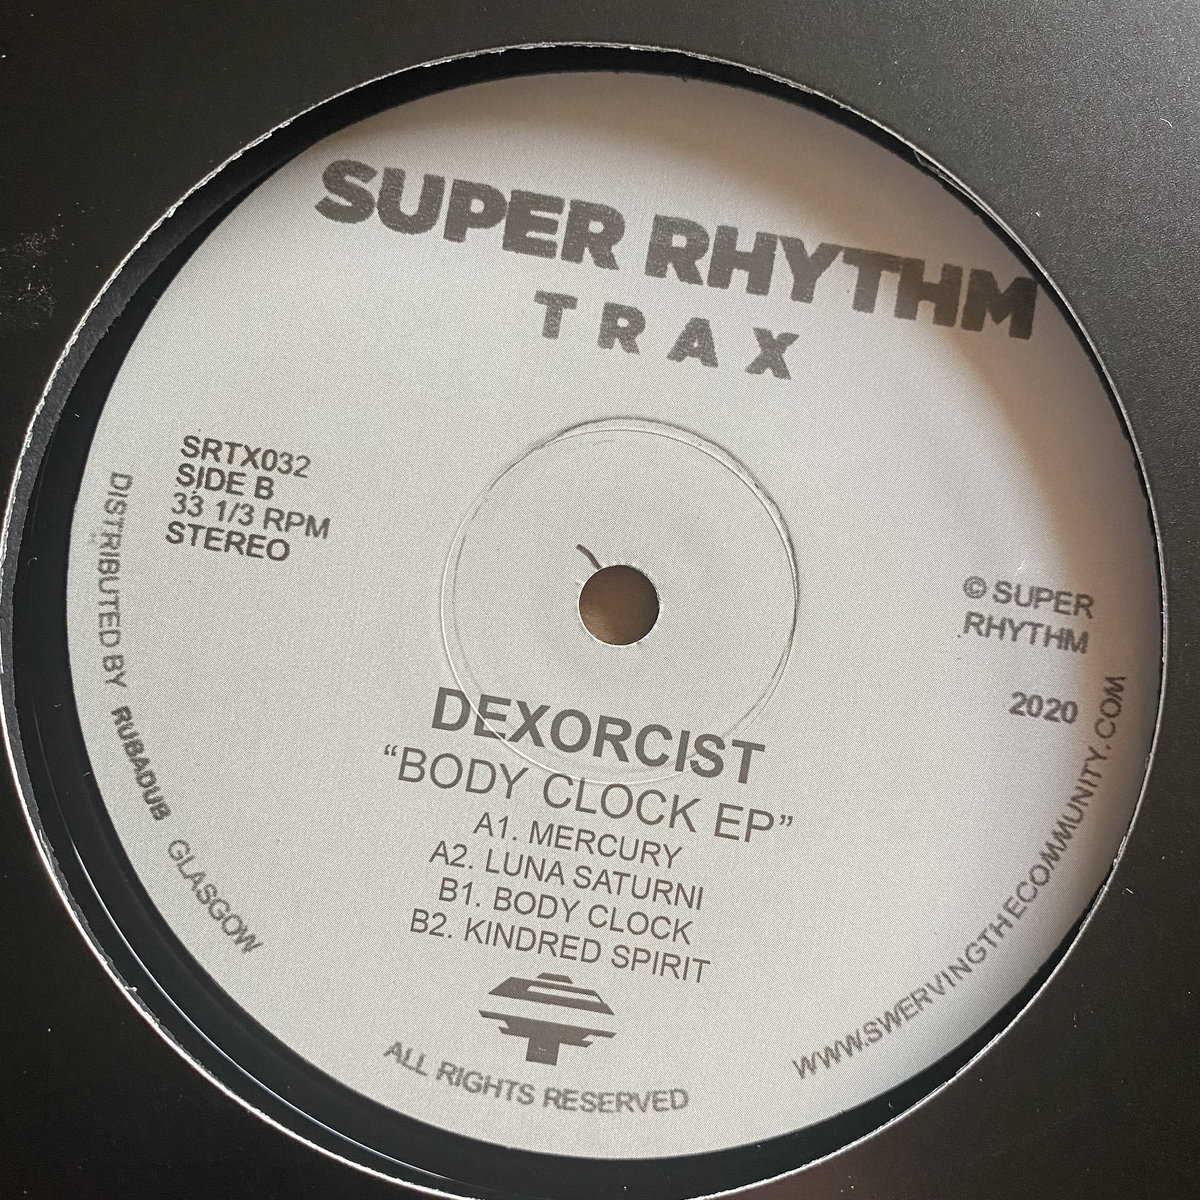 SUPER RHYTHM
TRAX
SRTX032
SIDE B
33 1/3 RPM
STEREO
© SUPER
RHYTHM
2020
DEXORCIST
“BODY CLOCK EP”
A1. MERCURY
A2. LUNA SATURNI
B1. BODY CLOCK
B2. KINDRED SPIRIT
DISTRIBUTED BY RUBADUB GLASGOW
ALL RIGHTS RESERVED
WWW.SWERVINGTHECOMMUNITY.COM